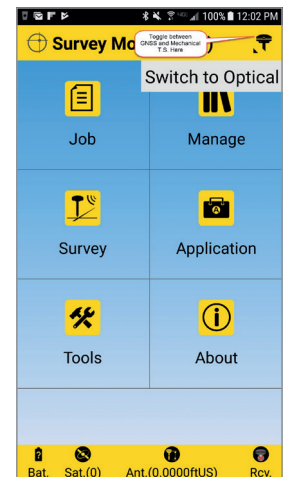 100% 12:02 PM
Survey Mo
Toggle between
GNSS and Mechanical
T.S. Here
Switch to Optical
Job
Manage
Survey
Application
Tools
About
Bat. Sat.(0) Ant.(0.0000ftUS) Rcv.